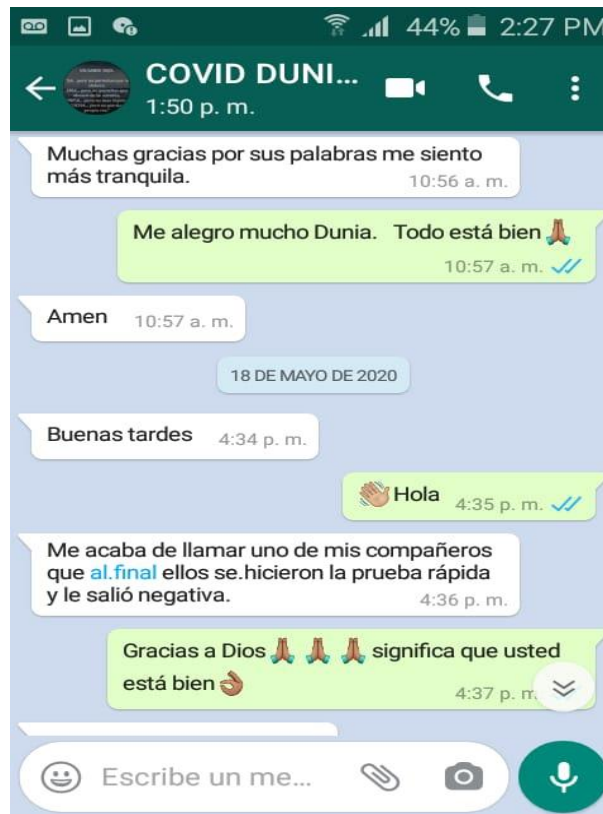 44% 2:27 PM
COVID DUNI...
1:50 p. m.
Muchas gracias por sus palabras me siento
más tranquila. 10:56 a. m.
Me alegro mucho Dunia. Todo está bien 🙏🏽
10:57 a. m.
Amen 10:57 a. m.
18 DE MAYO DE 2020
Buenas tardes 4:34 p. m.
👋🏼Hola 4:35 p. m.
Me acaba de llamar uno de mis compañeros
que al.final ellos se.hicieron la prueba rápida
y le salió negativa. 4:36 p. m.
Gracias a Dios 🙏🏽 🙏🏽 🙏🏽 significa que usted
está bien 👌🏽 4:37 p. m
Escribe un me...